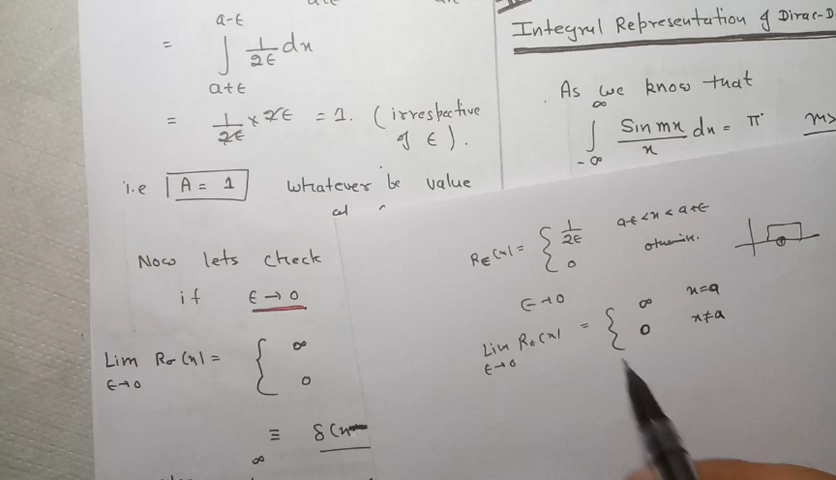 a-ε
= ∫ 1/2ε dx
a+ε
= 1/2ε × 2ε = 1. (irrespective
of ε).
i.e A = 1 whatever be value
Now lets check
if ε → 0
Lim Rσ(x) = { ∞
ε→0 0
≡ δ(x
∞
Integral Representation of Dirac-D
As we know that
∞
∫ Sin mx / x dx = π
-∞
Rε(x) = { 1/2ε a-ε < x < a+ε
0 otherwise.
ε→0
Lim Rε(x) = { ∞ x=a
ε→0 0 x≠a